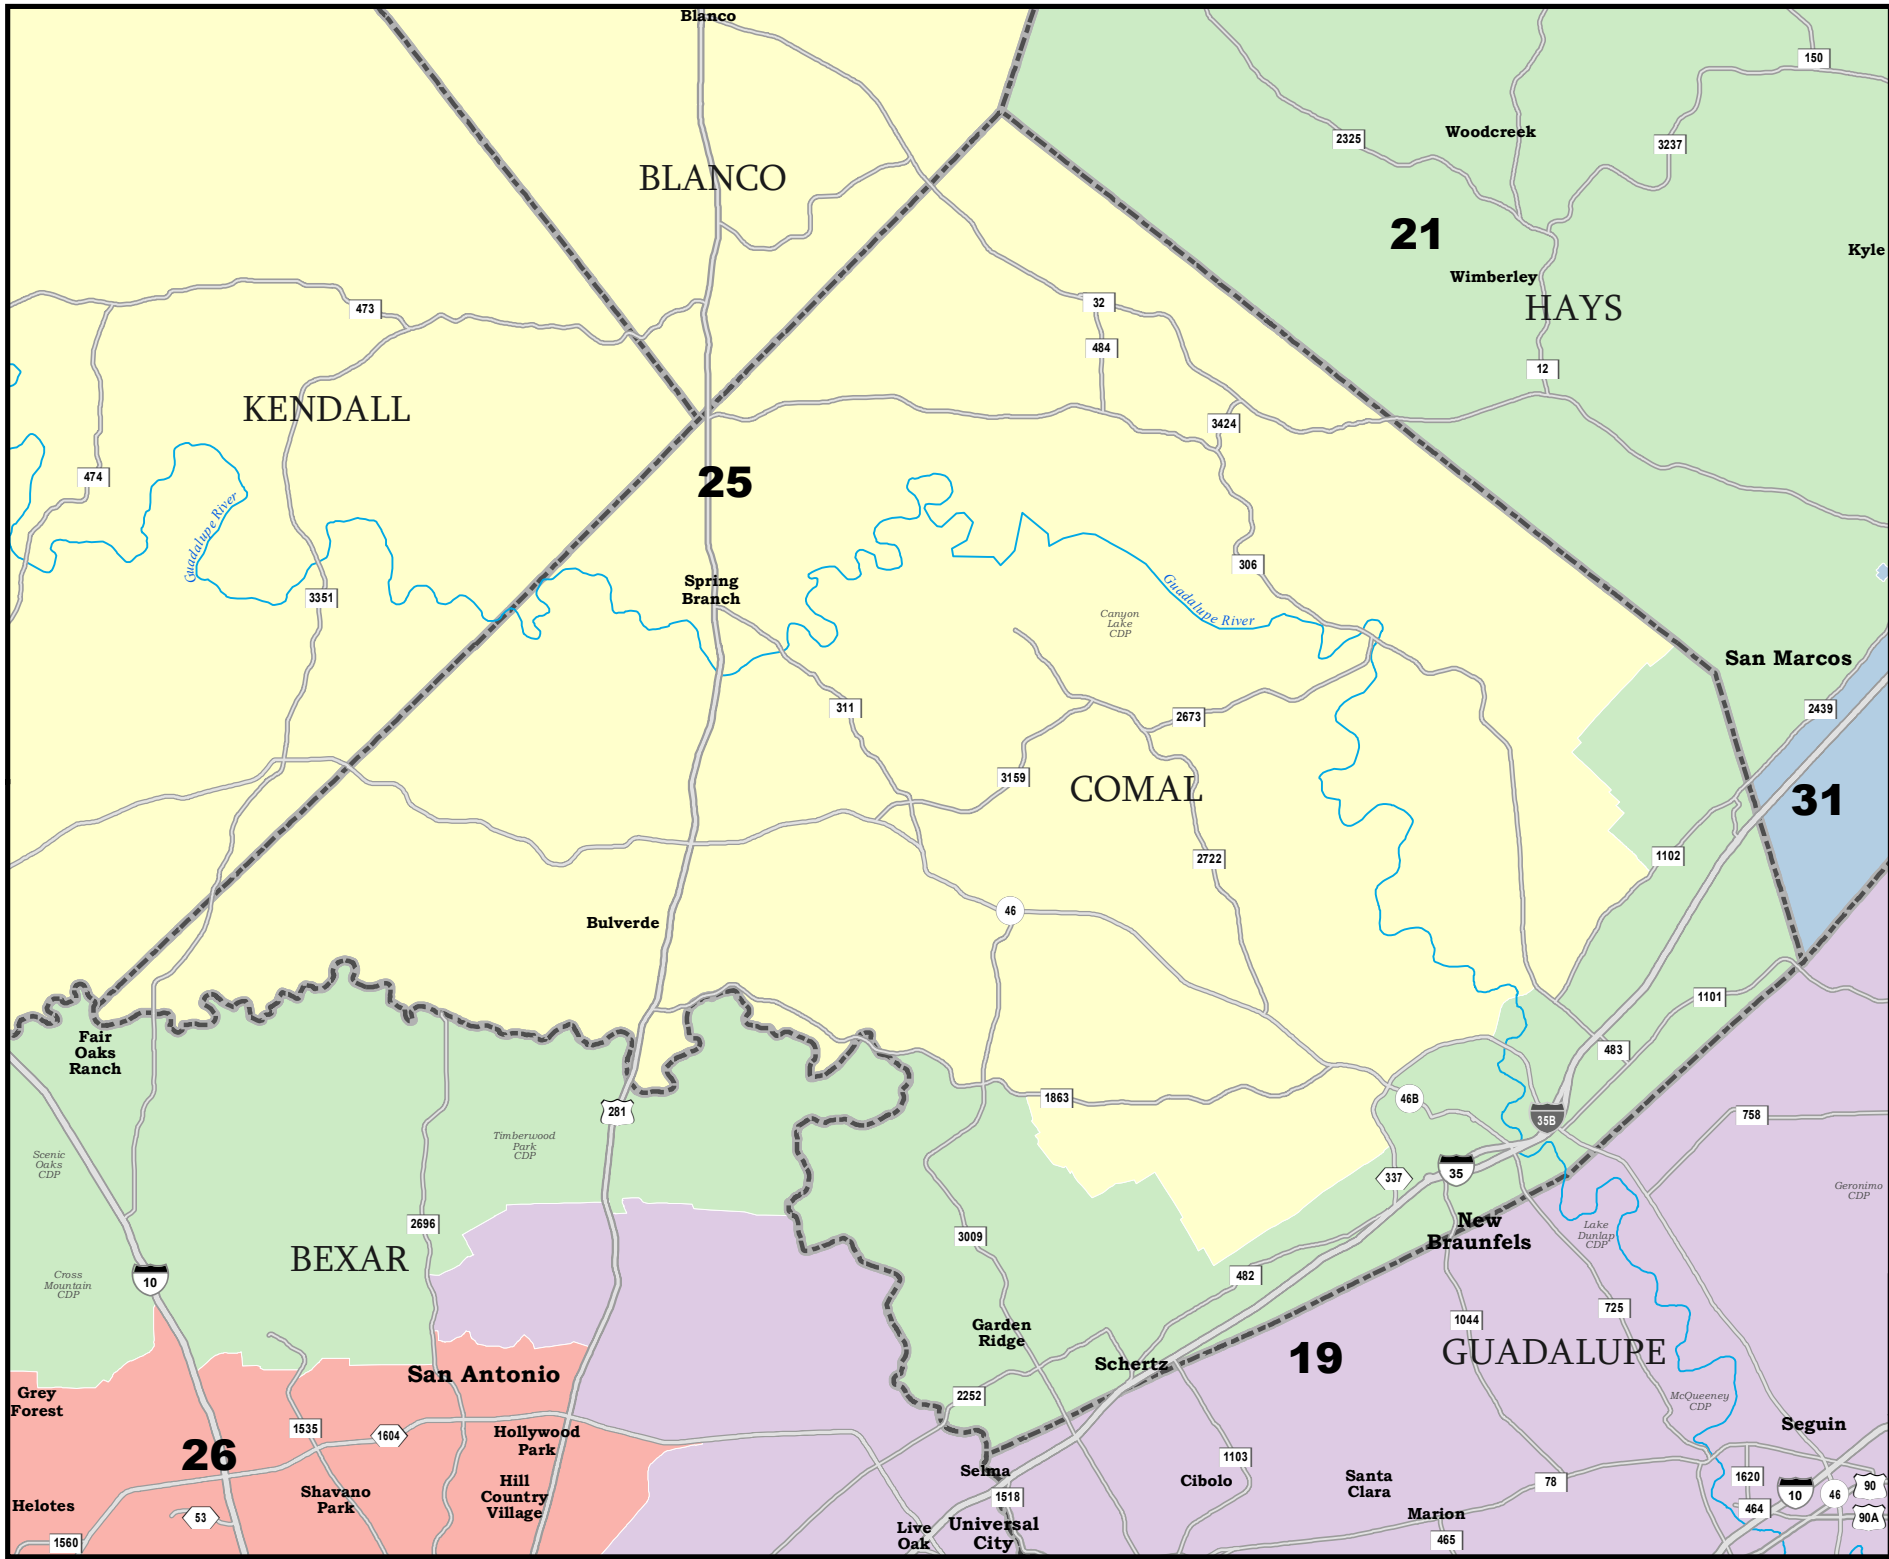 Blanco
150
2325
Woodcreek
3237
BLANCO
21
Kyle
Wimberley
HAYS
473
32
484
12
KENDALL
3424
474
25
Guadalupe River
306
Spring
Branch
3351
Guadalupe River
Canyon
Lake
CDP
San Marcos
311
2673
2439
3159
COMAL
31
2722
1102
46
Bulverde
1101
Fair
Oaks
Ranch
483
281
1863
46B
35B
758
Timberwood
Park
CDP
Scenic
Oaks
CDP
337
35
Geronimo
CDP
2696
3009
New
Braunfels
Lake
Dunlap
CDP
BEXAR
10
Cross
Mountain
CDP
482
725
1044
Garden
Ridge
19
GUADALUPE
Schertz
San Antonio
Grey
Forest
2252
McQueeney
CDP
Seguin
1535
1604
Hollywood
Park
26
1103
Selma
Cibolo
Santa
Clara
78
1620
10
46
90
Helotes
Shavano
Park
Hill
Country
Village
1518
464
90A
53
Universal
City
Live
Oak
Marion
465
1560